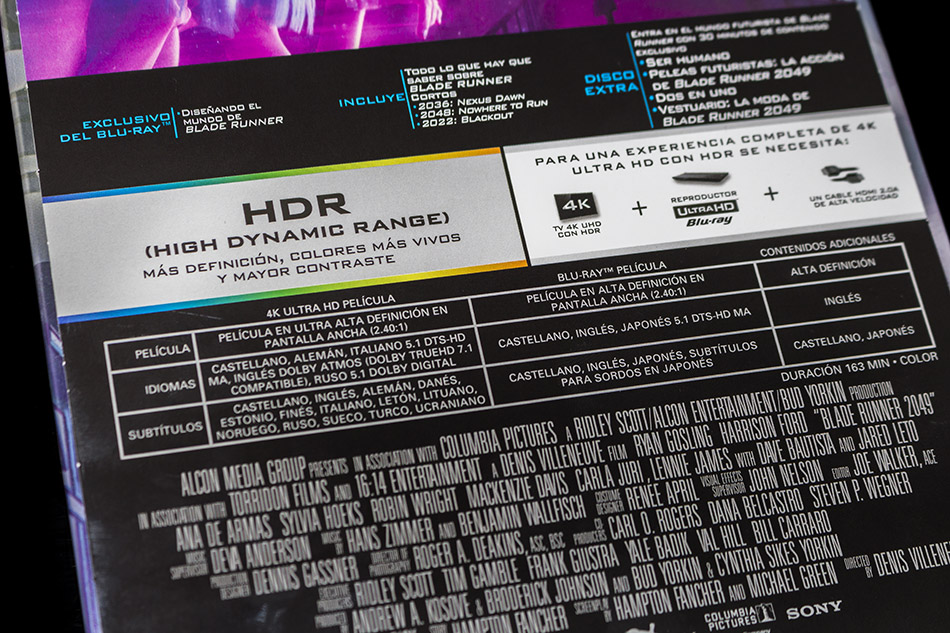 EXCLUSIVO
DEL BLU-RAY™
• DISEÑANDO EL
MUNDO DE
BLADE RUNNER
INCLUYE
TODO LO QUE HAY QUE
SABER SOBRE
BLADE RUNNER
CORTOS
• 2036: NEXUS DAWN
• 2048: NOWHERE TO RUN
• 2022: BLACKOUT
DISCO
EXTRA
ENTRA EN EL MUNDO FUTURISTA DE BLADE
RUNNER CON 30 MINUTOS DE CONTENIDO
EXCLUSIVO
• SER HUMANO
• PELEAS FUTURISTAS: LA ACCIÓN
DE BLADE RUNNER 2049
• DOS EN UNO
• VESTUARIO: LA MODA DE
BLADE RUNNER 2049
HDR
(HIGH DYNAMIC RANGE)
MÁS DEFINICIÓN, COLORES MÁS VIVOS
Y MAYOR CONTRASTE
PARA UNA EXPERIENCIA COMPLETA DE 4K
ULTRA HD CON HDR SE NECESITA:
4K
TV 4K UHD
CON HDR
+
REPRODUCTOR
ULTRA HD
Blu-ray
+
UN CABLE HDMI 2.0A
DE ALTA VELOCIDAD
4K ULTRA HD PELÍCULA
BLU-RAY™ PELÍCULA
CONTENIDOS ADICIONALES
PELÍCULA
PELÍCULA EN ULTRA ALTA DEFINICIÓN EN
PANTALLA ANCHA (2.40:1)
PELÍCULA EN ALTA DEFINICIÓN EN
PANTALLA ANCHA (2.40:1)
ALTA DEFINICIÓN
IDIOMAS
CASTELLANO, ALEMÁN, ITALIANO 5.1 DTS-HD
MA, INGLÉS DOLBY ATMOS (DOLBY TRUEHD 7.1
COMPATIBLE), RUSO 5.1 DOLBY DIGITAL
CASTELLANO, INGLÉS, JAPONÉS 5.1 DTS-HD MA
INGLÉS
SUBTÍTULOS
CASTELLANO, INGLÉS, ALEMÁN, DANÉS,
ESTONIO, FINÉS, ITALIANO, LETÓN, LITUANO,
NORUEGO, RUSO, SUECO, TURCO, UCRANIANO
CASTELLANO, INGLÉS, JAPONÉS, SUBTÍTULOS
PARA SORDOS EN JAPONÉS
CASTELLANO, JAPONÉS
DURACIÓN 163 MIN • COLOR
ALCON MEDIA GROUP PRESENTS IN ASSOCIATION WITH COLUMBIA PICTURES A RIDLEY SCOTT/ALCON ENTERTAINMENT/BUD YORKIN PRODUCTION
IN ASSOCIATION WITH TORRIDON FILMS AND 16:14 ENTERTAINMENT A DENIS VILLENEUVE FILM RYAN GOSLING HARRISON FORD "BLADE RUNNER 2049"
ANA DE ARMAS SYLVIA HOEKS ROBIN WRIGHT MACKENZIE DAVIS CARLA JURI, LENNIE JAMES WITH DAVE BAUTISTA AND JARED LETO
MUSIC SUPERVISOR DEVA ANDERSON MUSIC BY HANS ZIMMER AND BENJAMIN WALLFISCH COSTUME DESIGNER RENÉE APRIL VISUAL EFFECTS SUPERVISOR JOHN NELSON EDITOR JOE WALKER, ACE
PRODUCTION DESIGNER DENNIS GASSNER DIRECTOR OF PHOTOGRAPHY ROGER A. DEAKINS, ASC, BSC CO PRODUCERS CARL O. ROGERS DANA BELCASTRO STEVEN P. WEGNER
EXECUTIVE PRODUCERS RIDLEY SCOTT TIM GAMBLE FRANK GIUSTRA YALE BADIK VAL HILL BILL CARRARO
ANDREW A. KOSOVE & BRODERICK JOHNSON AND BUD YORKIN & CYNTHIA SIKES YORKIN
STORY BY HAMPTON FANCHER SCREENPLAY BY HAMPTON FANCHER AND MICHAEL GREEN DIRECTED BY DENIS
COLUMBIA
PICTURES
SONY